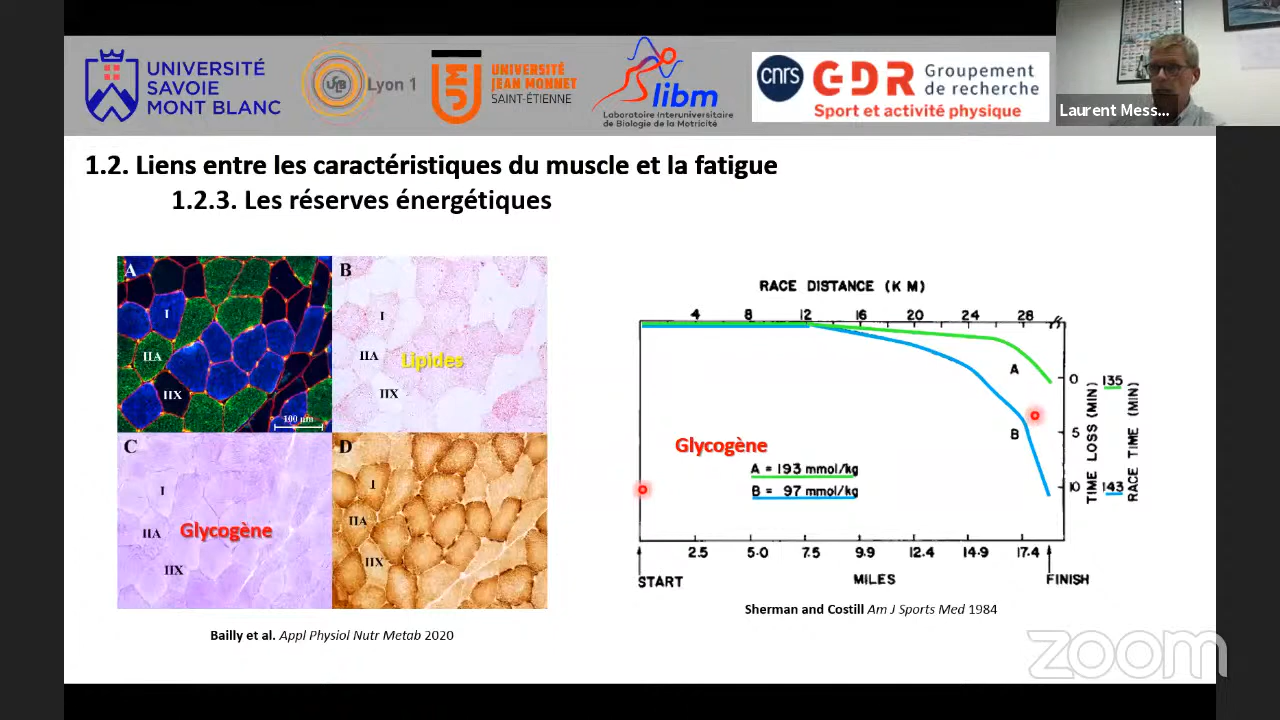 UNIVERSITÉ
SAVOIE
MONT BLANC
Lyon 1
UJM
UNIVERSITÉ
JEAN MONNET
SAINT-ÉTIENNE
libm
Laboratoire Interuniversitaire
de Biologie de la Motricité
cnrs
GDR
Groupement
de recherche
Sport et activité physique
Laurent Mess...
1.2. Liens entre les caractéristiques du muscle et la fatigue
1.2.3. Les réserves énergétiques
A
I
IIA
IIX
100 µm
B
I
IIA
Lipides
IIX
C
I
IIA
Glycogène
IIX
D
I
IIA
IIX
Bailly et al. Appl Physiol Nutr Metab 2020
RACE DISTANCE (KM)
4 8 12 16 20 24 28
A
B
0 135
5
10 143
TIME LOSS (MIN)
RACE TIME (MIN)
Glycogène
A = 193 mmol/kg
B = 97 mmol/kg
2.5 5.0 7.5 9.9 12.4 14.9 17.4
START MILES FINISH
Sherman and Costill Am J Sports Med 1984
zoom